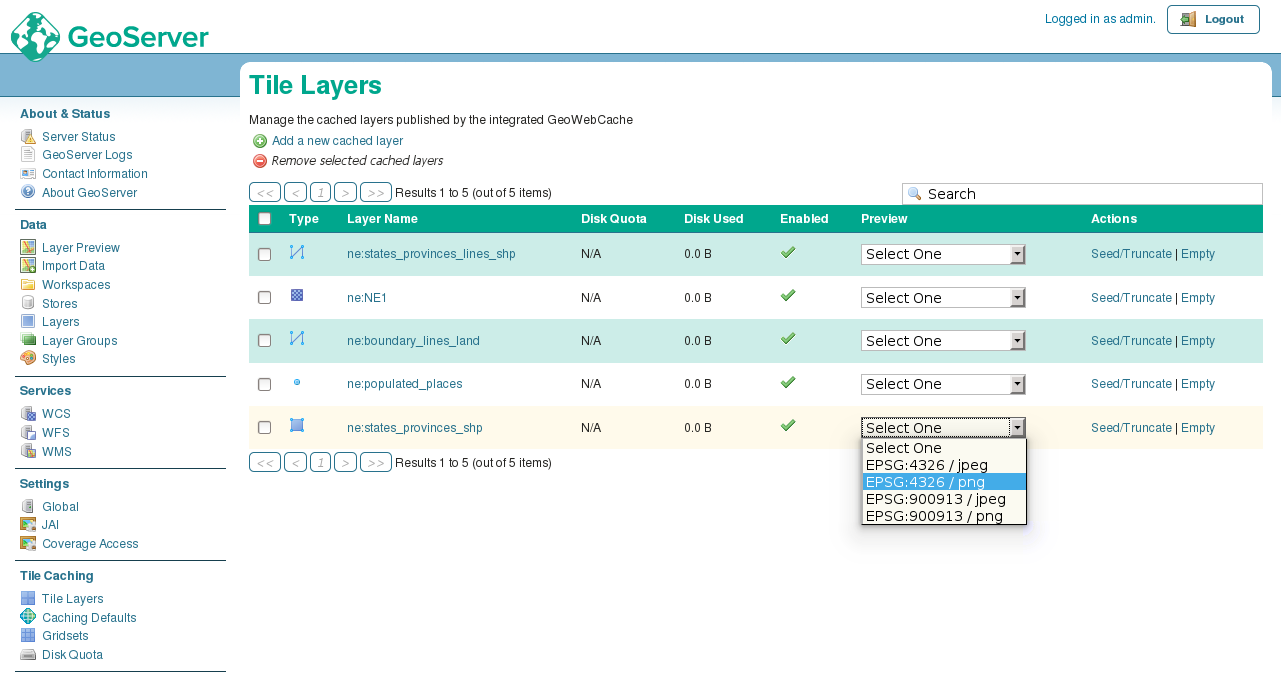 GeoServer
Logged in as admin.
Logout
About & Status
Server Status
GeoServer Logs
Contact Information
About GeoServer
Data
Layer Preview
Import Data
Workspaces
Stores
Layers
Layer Groups
Styles
Services
WCS
WFS
WMS
Settings
Global
JAI
Coverage Access
Tile Caching
Tile Layers
Caching Defaults
Gridsets
Disk Quota
Tile Layers
Manage the cached layers published by the integrated GeoWebCache
Add a new cached layer
Remove selected cached layers
<< < 1 > >> Results 1 to 5 (out of 5 items)
Search
Type Layer Name Disk Quota Disk Used Enabled Preview Actions
ne:states_provinces_lines_shp N/A 0.0 B Select One Seed/Truncate | Empty
ne:NE1 N/A 0.0 B Select One Seed/Truncate | Empty
ne:boundary_lines_land N/A 0.0 B Select One Seed/Truncate | Empty
ne:populated_places N/A 0.0 B Select One Seed/Truncate | Empty
ne:states_provinces_shp N/A 0.0 B Select One Seed/Truncate | Empty
Select One
EPSG:4326 / jpeg
EPSG:4326 / png
EPSG:900913 / jpeg
EPSG:900913 / png
<< < 1 > >> Results 1 to 5 (out of 5 items)